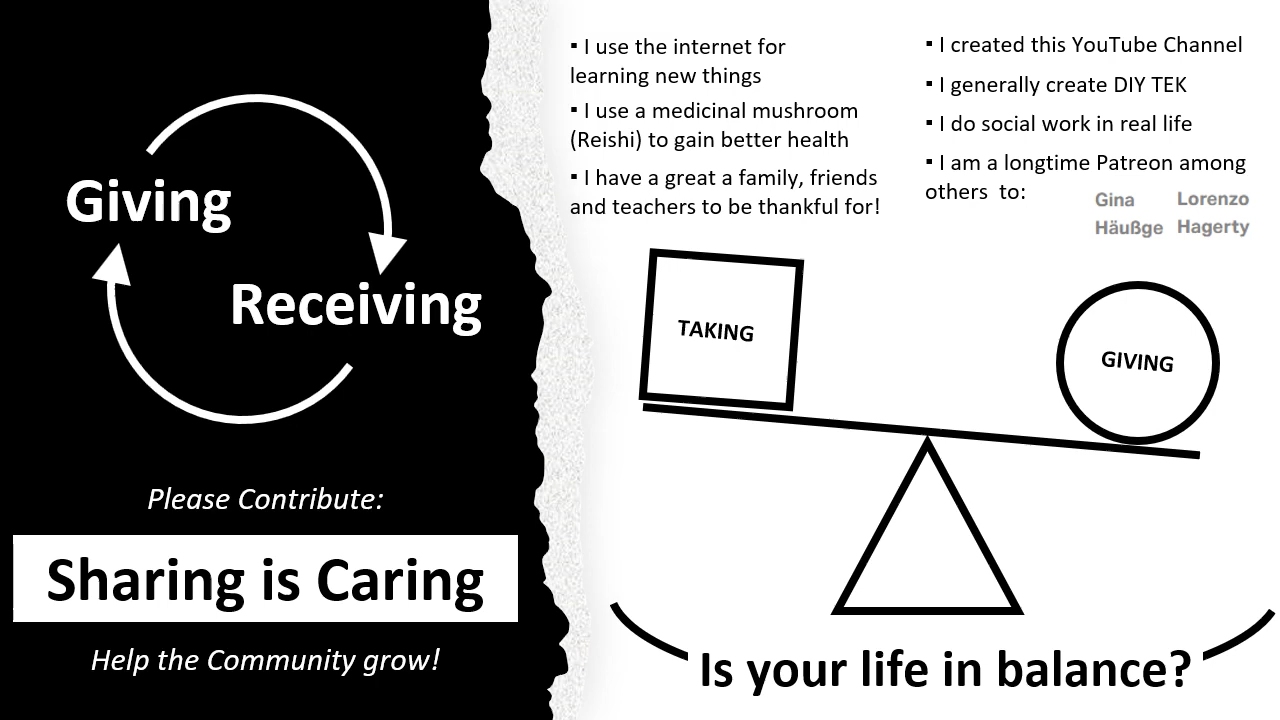 Giving
Receiving
Please Contribute:
Sharing is Caring
Help the Community grow!
▪ I use the internet for
learning new things
▪ I use a medicinal mushroom
(Reishi) to gain better health
▪ I have a great a family, friends
and teachers to be thankful for!
▪ I created this YouTube Channel
▪ I generally create DIY TEK
▪ I do social work in real life
▪ I am a longtime Patreon among
others to:
Gina
Häußge
Lorenzo
Hagerty
TAKING
GIVING
Is your life in balance?